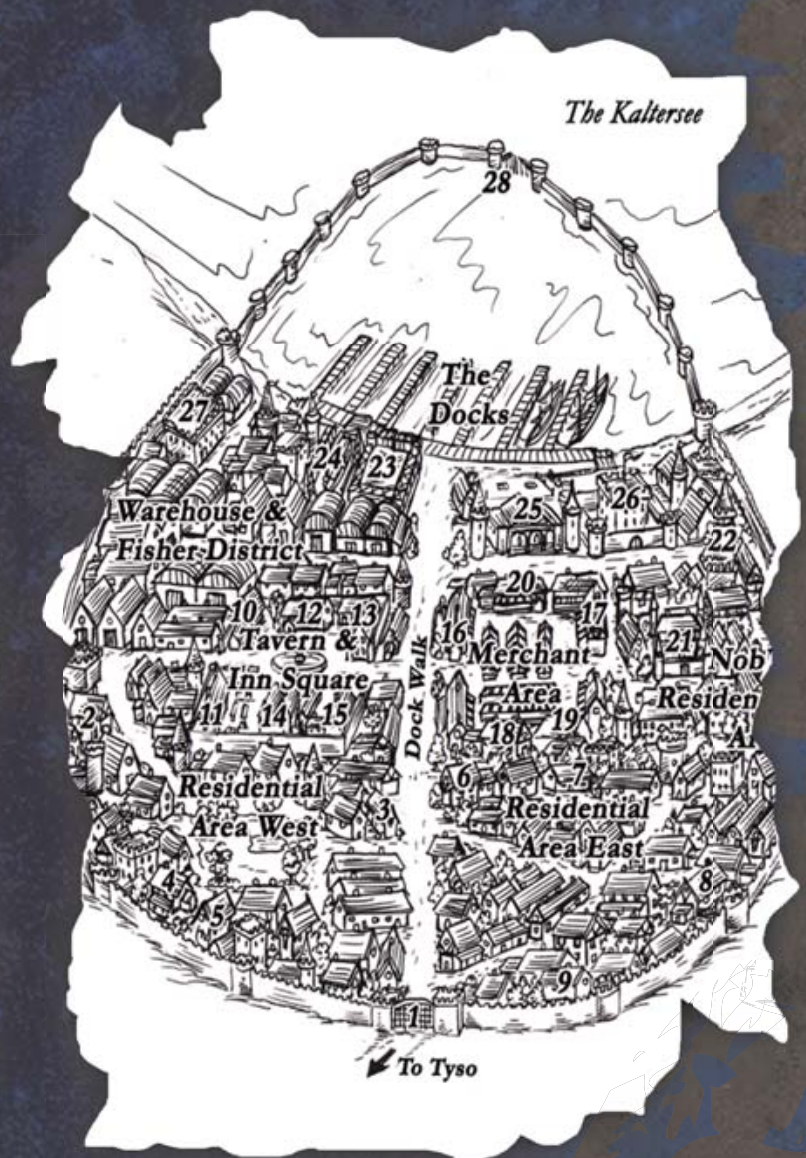 The Kaltersee
28
The
Docks
27
24
23
25
26
Warehouse &
Fisher District
22
20
10
12
13
16
17
21
Tavern &
Inn Square
Merchant
Area
Nob
Residen
A.
11
14
15
Dock Walk
2
18
19
6
7
Residential
Area West
3
Residential
Area East
4
5
8
9
1
To Tyso